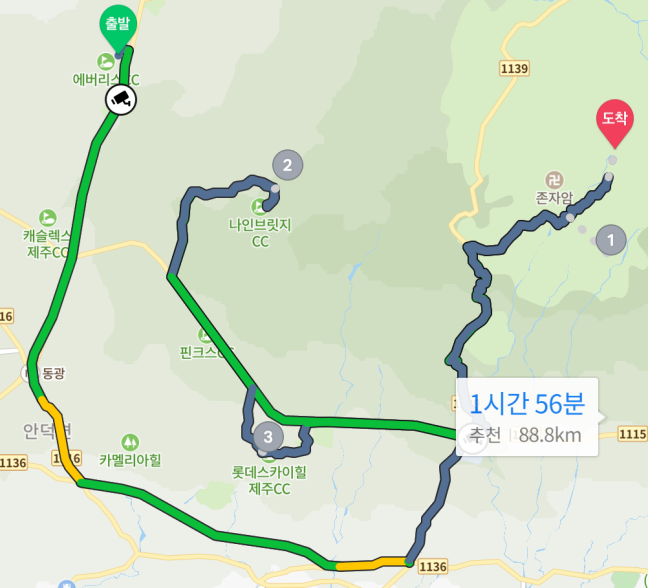 출발
에버리스CC
1139
도착
2
존자암
나인브릿지
CC
1
캐슬렉스
제주CC
16
핀크스
동광
1시간 56분
추천 88.8km
1115
안덕면
3
카멜리아힐
1136
롯데스카이힐
제주CC
1136